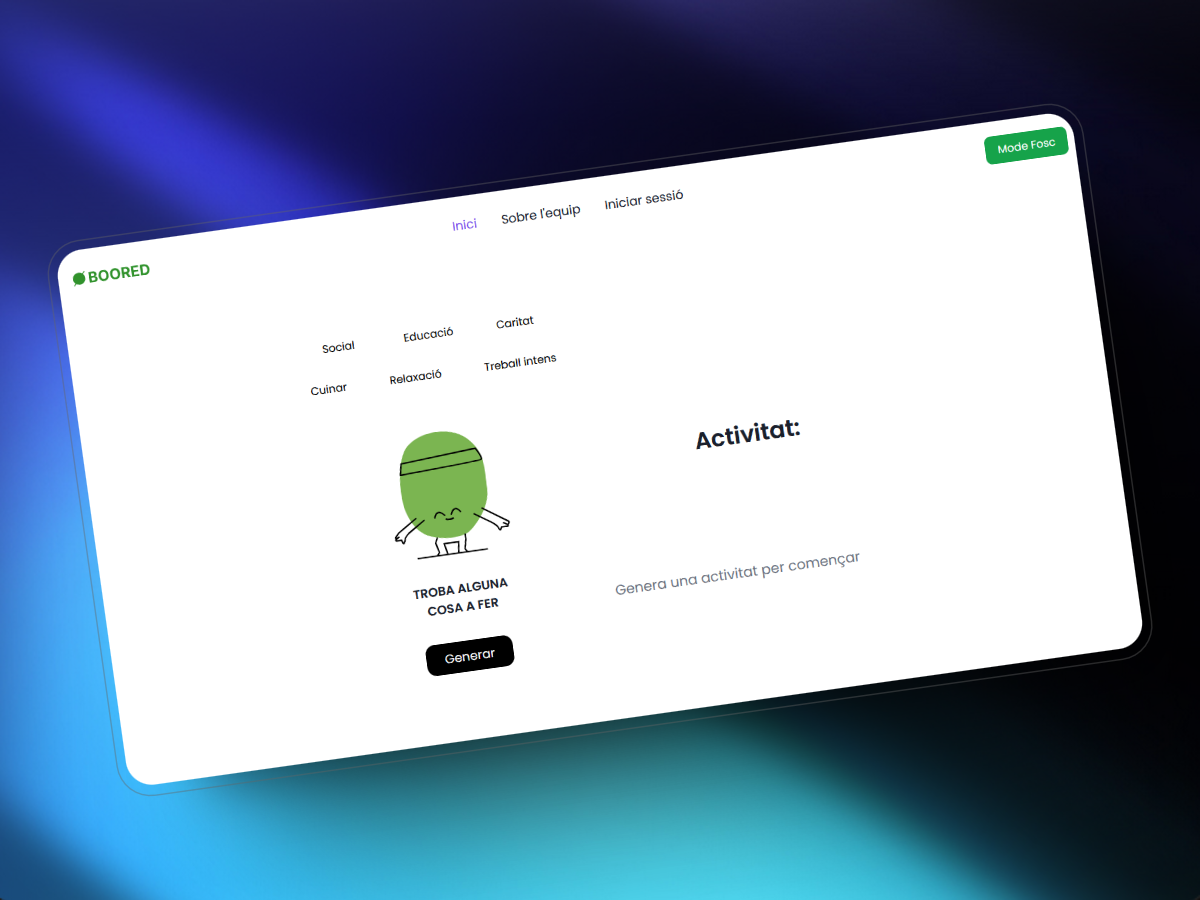 Mode Fosc
Inici Sobre l'equip Iniciar sessió
BOORED
Social Educació Caritat
Cuinar Relaxació Treball intens
Activitat:
Genera una activitat per començar
TROBA ALGUNA
COSA A FER
Generar